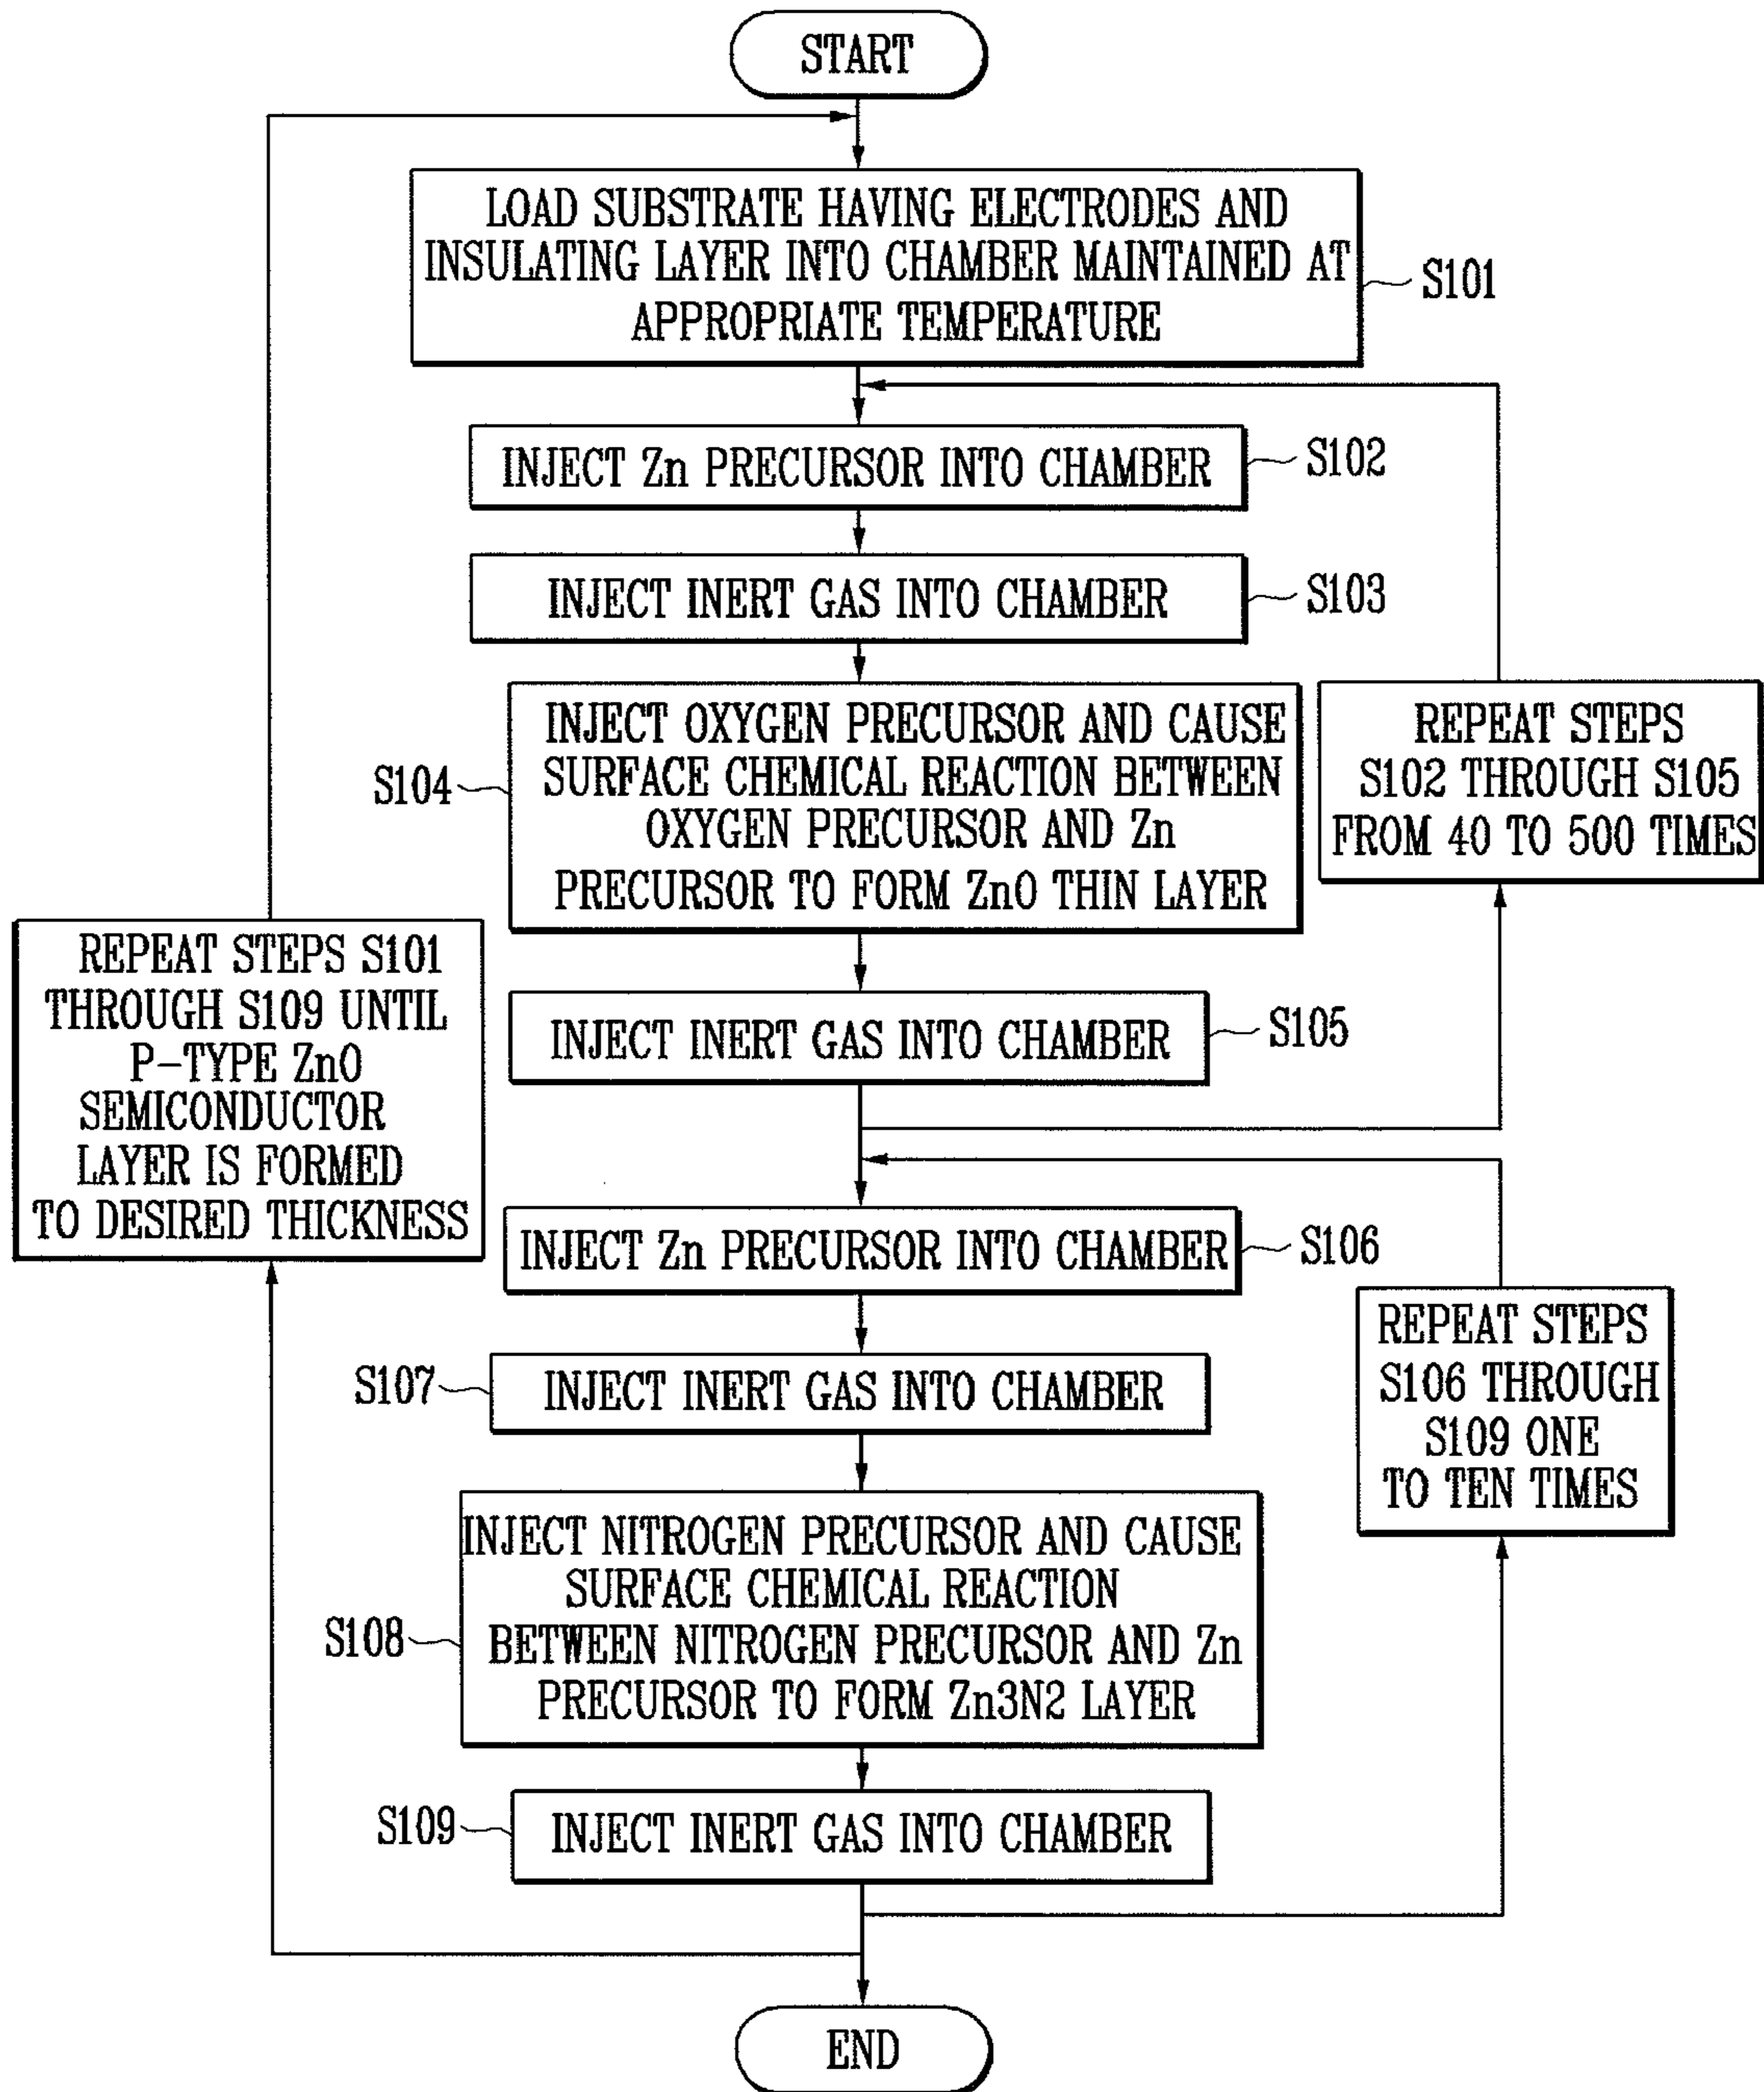 START
LOAD SUBSTRATE HAVING ELECTRODES AND
INSULATING LAYER INTO CHAMBER MAINTAINED AT
APPROPRIATE TEMPERATURE
S101
INJECT Zn PRECURSOR INTO CHAMBER
S102
INJECT INERT GAS INTO CHAMBER
S103
INJECT OXYGEN PRECURSOR AND CAUSE
SURFACE CHEMICAL REACTION BETWEEN
OXYGEN PRECURSOR AND Zn
PRECURSOR TO FORM ZnO THIN LAYER
S104
REPEAT STEPS
S102 THROUGH S105
FROM 40 TO 500 TIMES
INJECT INERT GAS INTO CHAMBER
S105
REPEAT STEPS S101
THROUGH S109 UNTIL
P-TYPE ZnO
SEMICONDUCTOR
LAYER IS FORMED
TO DESIRED THICKNESS
INJECT Zn PRECURSOR INTO CHAMBER
S106
S107
INJECT INERT GAS INTO CHAMBER
REPEAT STEPS
S106 THROUGH
S109 ONE
TO TEN TIMES
INJECT NITROGEN PRECURSOR AND CAUSE
SURFACE CHEMICAL REACTION
BETWEEN NITROGEN PRECURSOR AND Zn
PRECURSOR TO FORM Zn3N2 LAYER
S108
S109
INJECT INERT GAS INTO CHAMBER
END